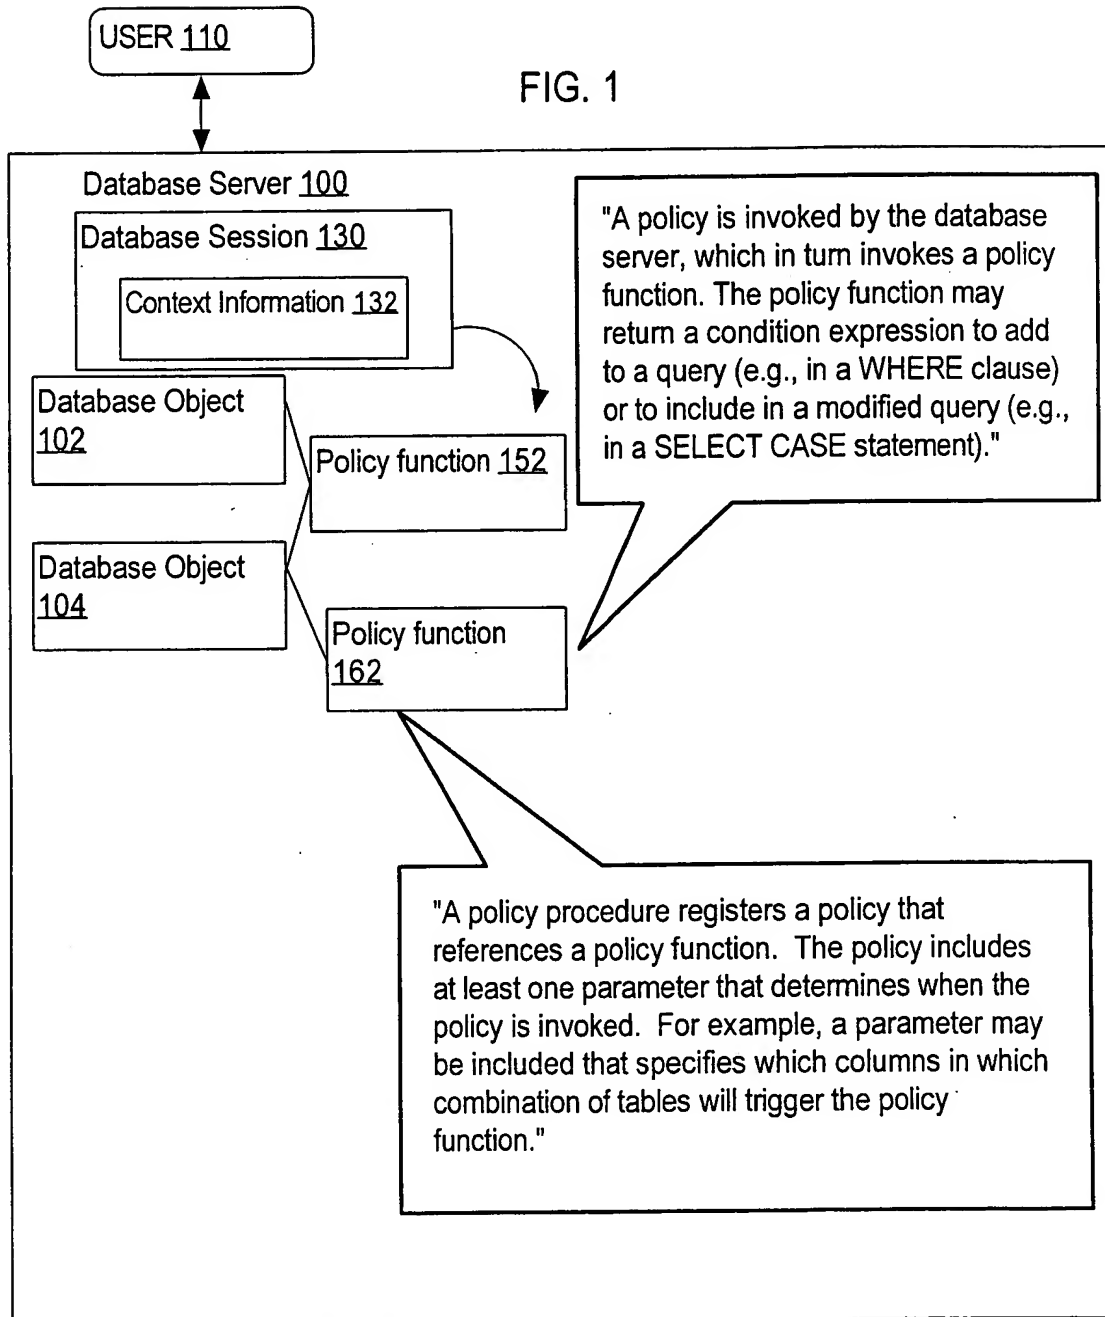 USER 110
FIG. 1
Database Server 100
Database Session 130
Context Information 132
Database Object
102
Policy function 152
Database Object
104
Policy function
162
"A policy is invoked by the database
server, which in turn invokes a policy
function. The policy function may
return a condition expression to add
to a query (e.g., in a WHERE clause)
or to include in a modified query (e.g.,
in a SELECT CASE statement)."
"A policy procedure registers a policy that
references a policy function. The policy includes
at least one parameter that determines when the
policy is invoked. For example, a parameter may
be included that specifies which columns in which
combination of tables will trigger the policy
function."